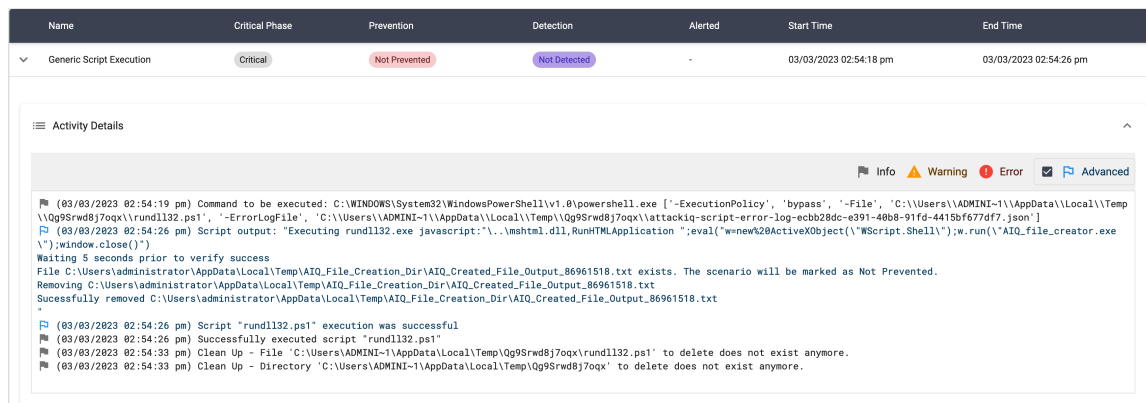 Name Critical Phase Prevention Detection Alerted Start Time End Time
Generic Script Execution Critical Not Prevented Not Detected - 03/03/2023 02:54:18 pm 03/03/2023 02:54:26 pm
Activity Details
Info Warning Error Advanced
(03/03/2023 02:54:19 pm) Command to be executed: C:\WINDOWS\System32\WindowsPowerShell\v1.0\powershell.exe ['-ExecutionPolicy', 'bypass', '-File', 'C:\\Users\\ADMINI~1\\AppData\\Local\\Temp
\\Qg9Srwd8j7oqx\\rundll32.ps1', '-ErrorLogFile', 'C:\\Users\\ADMINI~1\\AppData\\Local\\Temp\\Qg9Srwd8j7oqx\\attackiq-script-error-log-ecbb28dc-e391-40b8-91fd-4415bf677df7.json']
(03/03/2023 02:54:26 pm) Script output: "Executing rundll32.exe javascript:"\..\mshtml.dll,RunHTMLApplication ";eval("w=new%20ActiveXObject(\"WScript.Shell\");w.run(\"AIQ_file_creator.exe
\");window.close()")
Waiting 5 seconds prior to verify success
File C:\Users\administrator\AppData\Local\Temp\AIQ_File_Creation_Dir\AIQ_Created_File_Output_86961518.txt exists. The scenario will be marked as Not Prevented.
Removing C:\Users\administrator\AppData\Local\Temp\AIQ_File_Creation_Dir\AIQ_Created_File_Output_86961518.txt
Sucessfully removed C:\Users\administrator\AppData\Local\Temp\AIQ_File_Creation_Dir\AIQ_Created_File_Output_86961518.txt
"
(03/03/2023 02:54:26 pm) Script "rundll32.ps1" execution was successful
(03/03/2023 02:54:26 pm) Successfully executed script "rundll32.ps1"
(03/03/2023 02:54:33 pm) Clean Up - File 'C:\Users\ADMINI~1\AppData\Local\Temp\Qg9Srwd8j7oqx\rundll32.ps1' to delete does not exist anymore.
(03/03/2023 02:54:33 pm) Clean Up - Directory 'C:\Users\ADMINI~1\AppData\Local\Temp\Qg9Srwd8j7oqx' to delete does not exist anymore.